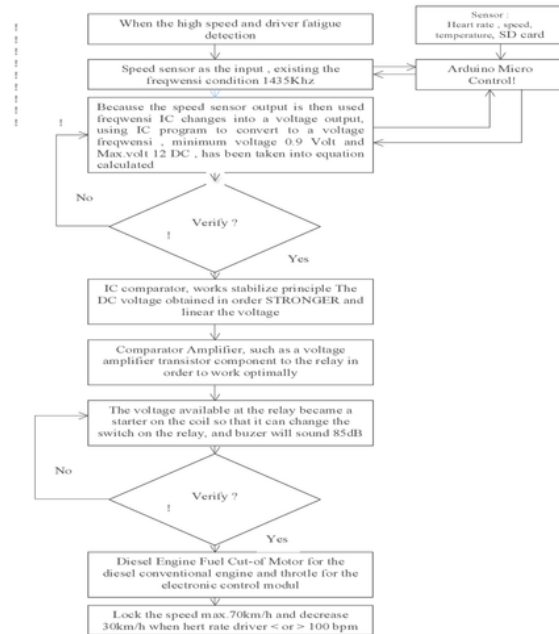 When the high speed and driver fatigue
detection
Sensor :
Heart rate , speed,
temperature, SD card
Speed sensor as the input , existing the
freqwensi condition 1435Khz
Arduino Micro
Control!
Because the speed sensor output is then used
freqwensi IC changes into a voltage output,
using IC program to convert to a voltage
freqwensi , minimum voltage 0.9 Volt and
Max.volt 12 DC , has been taken into equation
calculated
No
Verify ?
!
Yes
IC comparator, works stabilize principle The
DC voltage obtained in order STRONGER and
linear the voltage
Comparator Amplifier, such as a voltage
amplifier transistor component to the relay in
order to work optimally
The voltage available at the relay became a
starter on the coil so that it can change the
switch on the relay, and buzer will sound 85dB
No
Verify ?
!
Yes
Diesel Engine Fuel Cut-of Motor for the
diesel conventional engine and throtle for the
electronic control modul
Lock the speed max.70km/h and decrease
30km/h when hert rate driver < or > 100 bpm